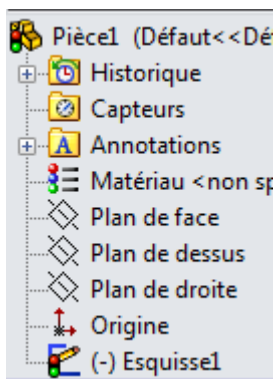 Pièce1 (Défaut<<Dé
Historique
Capteurs
Annotations
Matériau <non sp
Plan de face
Plan de dessus
Plan de droite
Origine
(-) Esquisse1